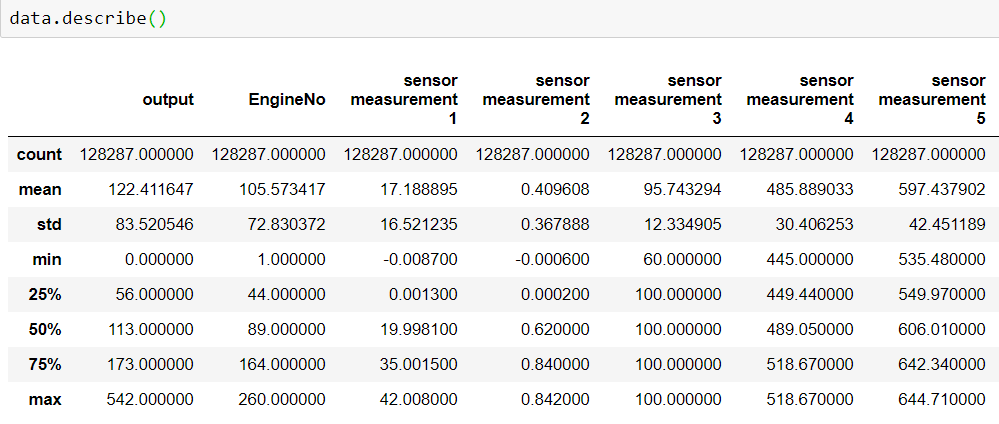 data.describe()
output EngineNo sensor measurement 1 sensor measurement 2 sensor measurement 3 sensor measurement 4 sensor measurement 5
count 128287.000000 128287.000000 128287.000000 128287.000000 128287.000000 128287.000000 128287.000000
mean 122.411647 105.573417 17.188895 0.409608 95.743294 485.889033 597.437902
std 83.520546 72.830372 16.521235 0.367888 12.334905 30.406253 42.451189
min 0.000000 1.000000 -0.008700 -0.000600 60.000000 445.000000 535.480000
25% 56.000000 44.000000 0.001300 0.000200 100.000000 449.440000 549.970000
50% 113.000000 89.000000 19.998100 0.620000 100.000000 489.050000 606.010000
75% 173.000000 164.000000 35.001500 0.840000 100.000000 518.670000 642.340000
max 542.000000 260.000000 42.008000 0.842000 100.000000 518.670000 644.710000